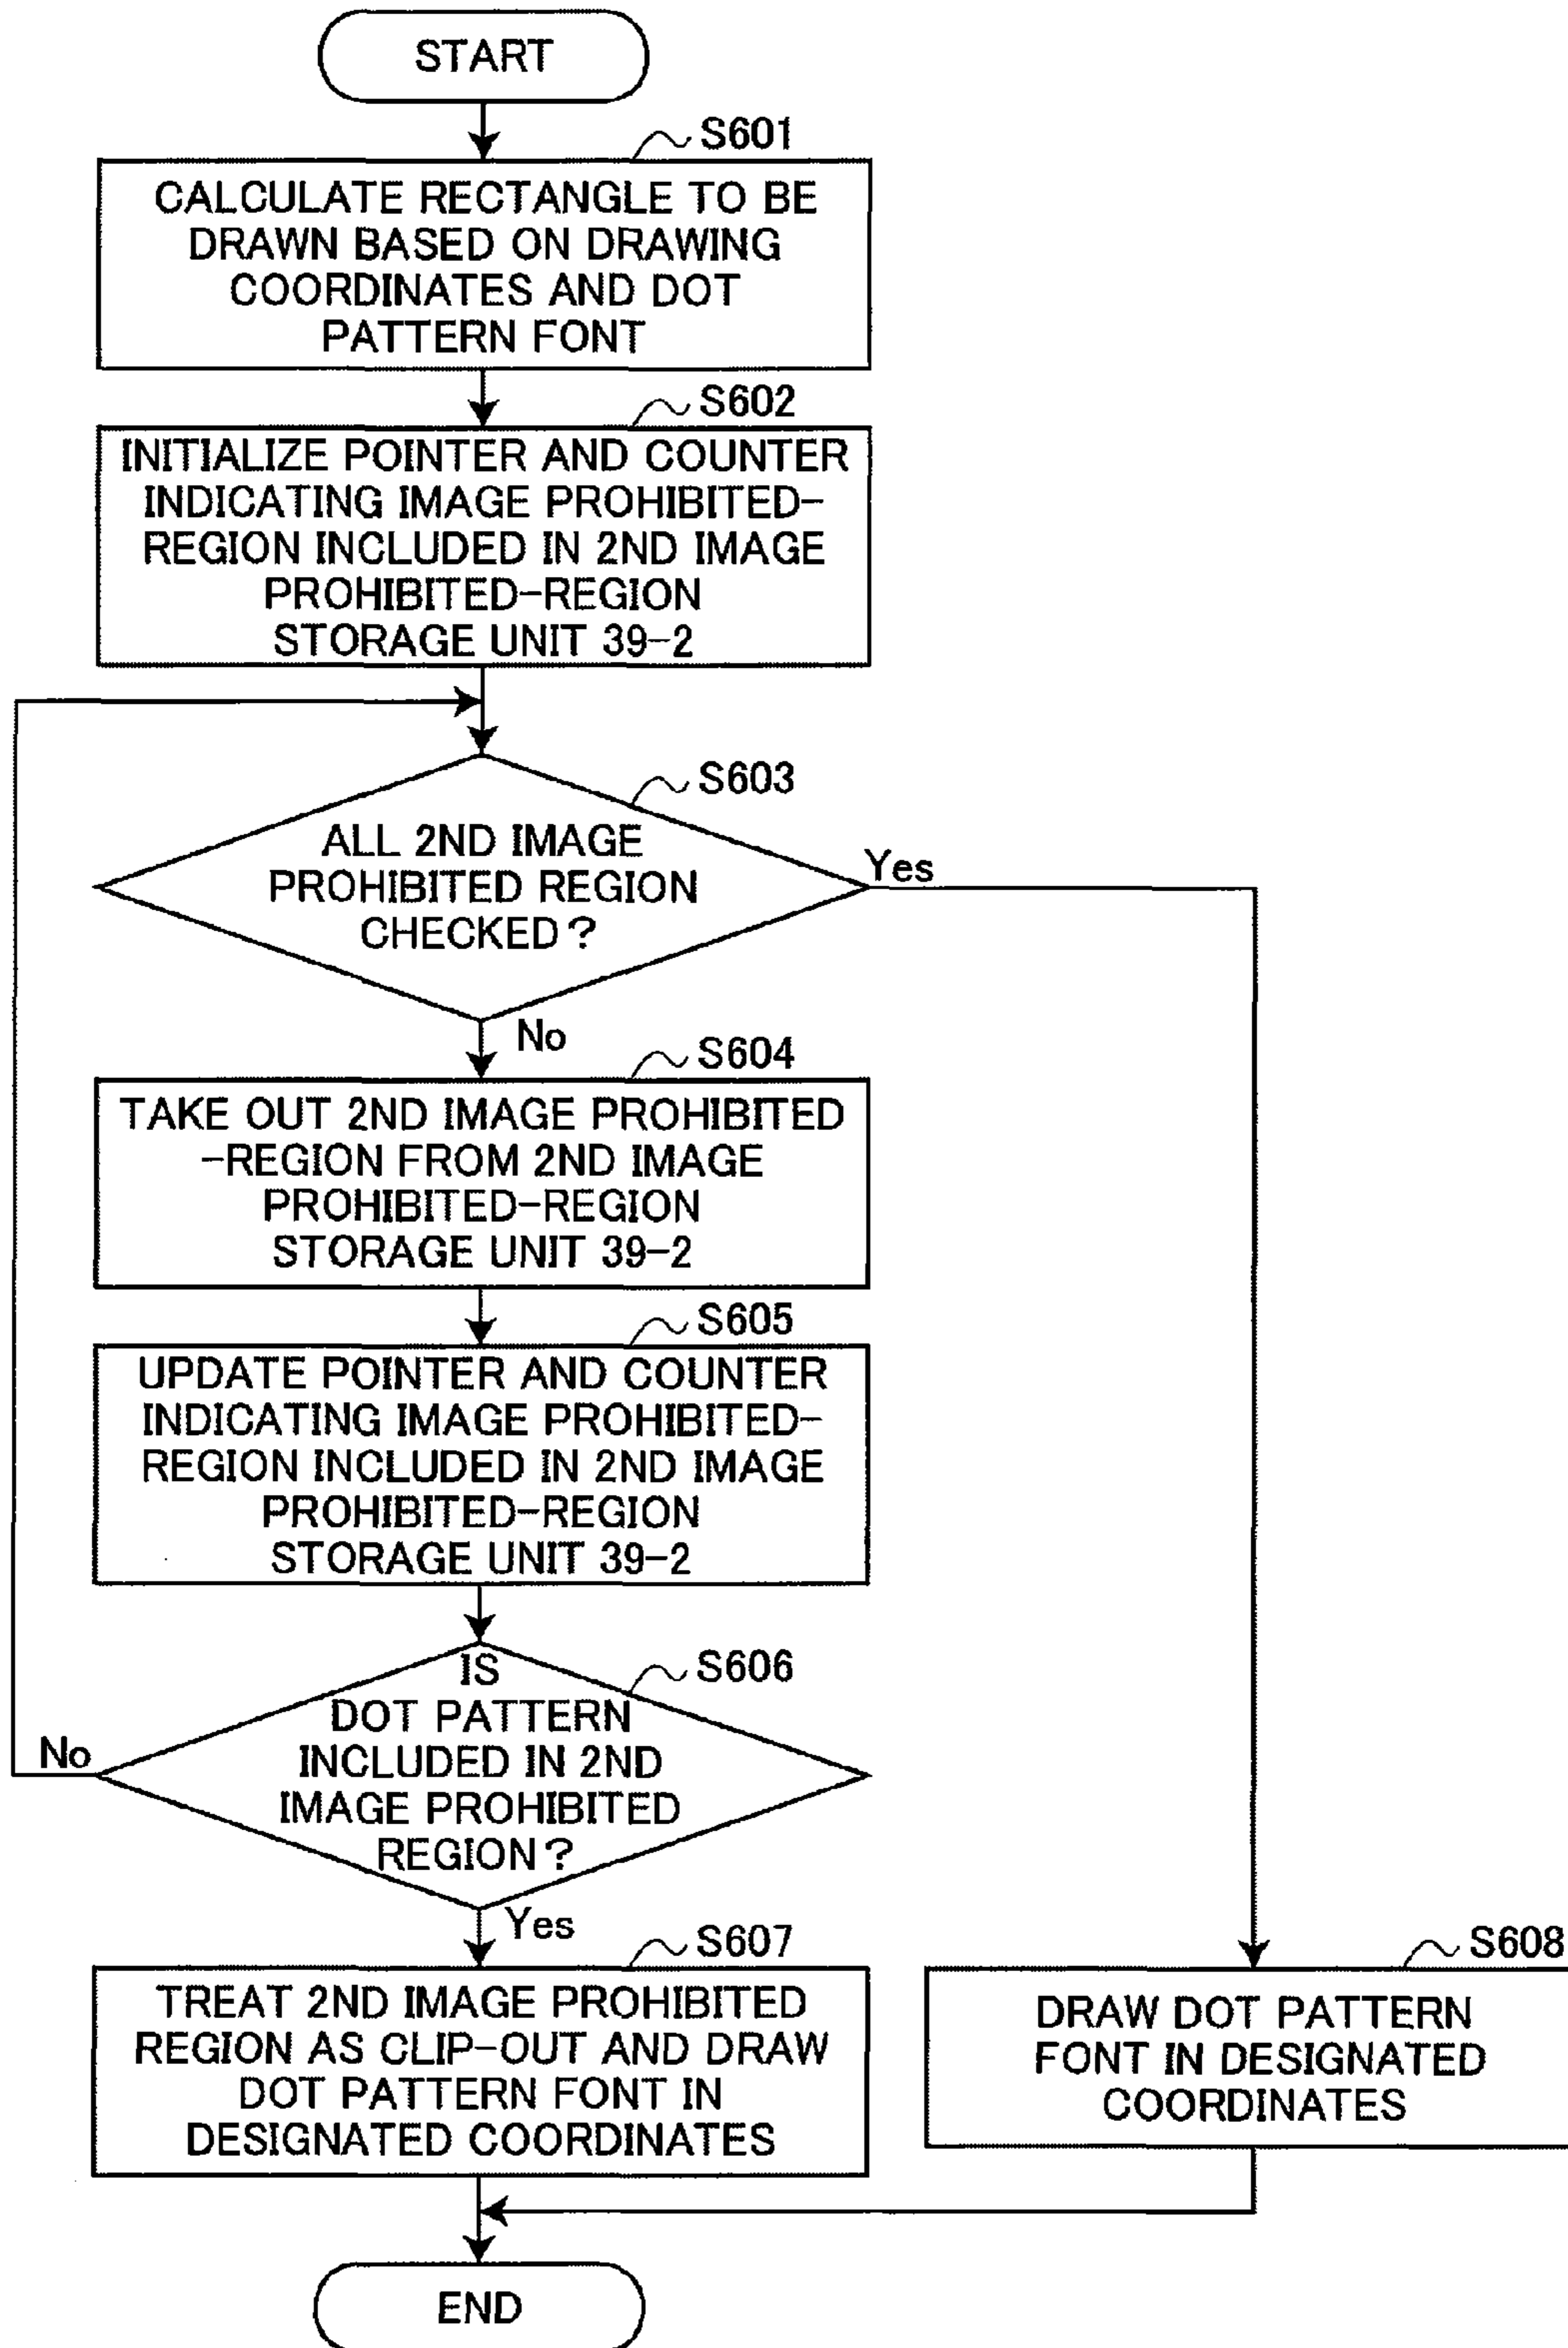 START
S601
CALCULATE RECTANGLE TO BE
DRAWN BASED ON DRAWING
COORDINATES AND DOT
PATTERN FONT
S602
INITIALIZE POINTER AND COUNTER
INDICATING IMAGE PROHIBITED-
REGION INCLUDED IN 2ND IMAGE
PROHIBITED-REGION
STORAGE UNIT 39-2
S603
ALL 2ND IMAGE
PROHIBITED REGION
CHECKED?
Yes
No
S604
TAKE OUT 2ND IMAGE PROHIBITED
-REGION FROM 2ND IMAGE
PROHIBITED-REGION
STORAGE UNIT 39-2
S605
UPDATE POINTER AND COUNTER
INDICATING IMAGE PROHIBITED-
REGION INCLUDED IN 2ND IMAGE
PROHIBITED-REGION
STORAGE UNIT 39-2
S606
IS
DOT PATTERN
INCLUDED IN 2ND
IMAGE PROHIBITED
REGION?
No
Yes
S607
TREAT 2ND IMAGE PROHIBITED
REGION AS CLIP-OUT AND DRAW
DOT PATTERN FONT IN
DESIGNATED COORDINATES
S608
DRAW DOT PATTERN
FONT IN DESIGNATED
COORDINATES
END